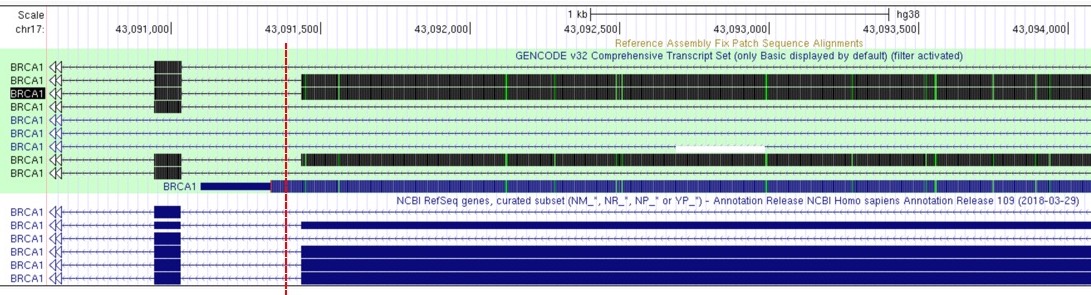 Scale 1 kb hg38
chr17: 43,091,000 43,091,500 43,092,000 43,092,500 43,093,000 43,093,500 43,094,000
Reference Assembly Fix Patch Sequence Alignments
GENCODE v32 Comprehensive Transcript Set (only Basic displayed by default) (filter activated)
BRCA1
BRCA1
BRCA1
BRCA1
BRCA1
BRCA1
BRCA1
BRCA1
BRCA1
BRCA1
NCBI RefSeq genes, curated subset (NM_*, NR_*, NP_* or YP_*) - Annotation Release NCBI Homo sapiens Annotation Release 109 (2018-03-29)
BRCA1
BRCA1
BRCA1
BRCA1
BRCA1
BRCA1